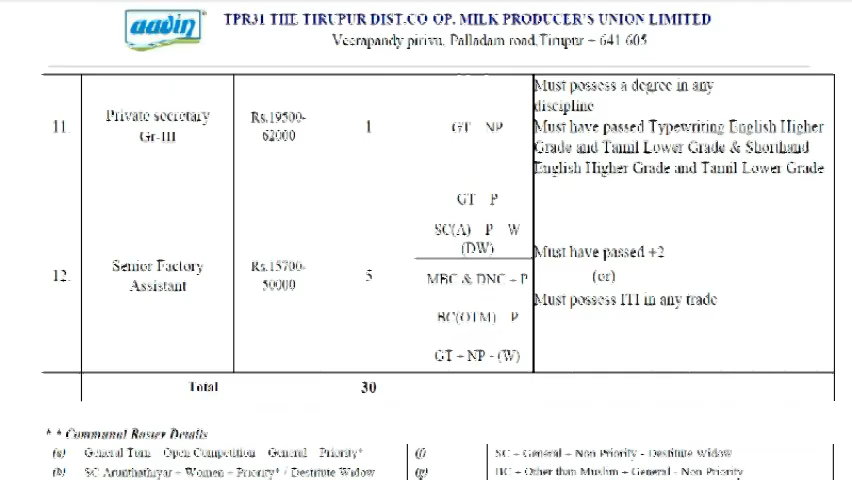 aavin
TPR31 THE TIRUPUR DIST.CO OP. MILK PRODUCER'S UNION LIMITED
Veerapandy pirivu, Palladam road,Tirupur - 641 605
11. Private secretary Gr-III Rs.19500-62000 1 GT NP
Must possess a degree in any
discipline
Must have passed Typewriting English Higher
Grade and Tamil Lower Grade & Shorthand
English Higher Grade and Tamil Lower Grade
12. Senior Factory Assistant Rs.15700-50000 5
GT P
SC(A) P W
(DW)
MBC & DNC - P
BC(OTM) P
GT - NP - (W)
Must have passed +2
(or)
Must possess ITI in any trade
Total 30
* * Communal Roster Details
(a) General Turn Open Competition General Priority* (f) SC - General - Non Priority - Destitute Widow
(b) SC Arunthathiyar - Women - Priority* / Destitute Widow (g) BC - Other than Muslim - General - Non Priority